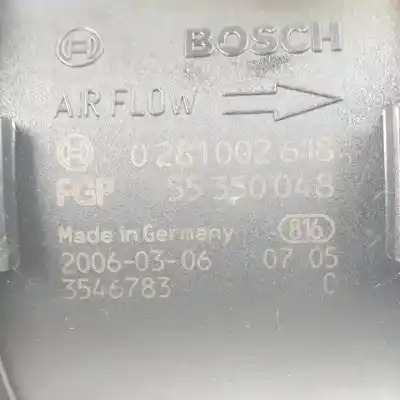 BOSCH
AIR FLOW
0 281 002 618
FGP 55 350 048
Made in Germany 816
2006-03-06 07 05
3546783 C